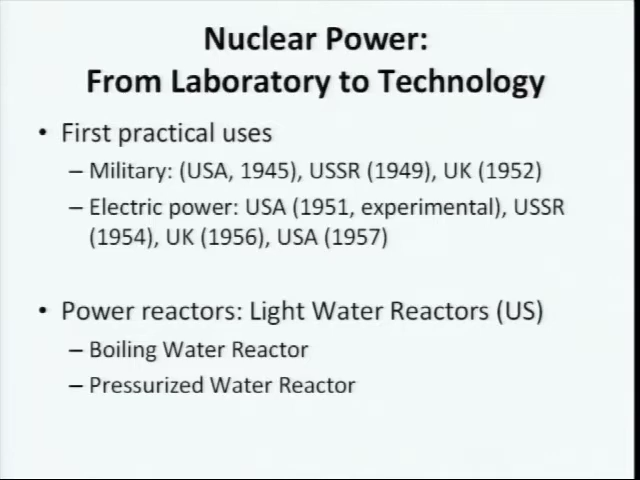 Nuclear Power:
From Laboratory to Technology
• First practical uses
– Military: (USA, 1945), USSR (1949), UK (1952)
– Electric power: USA (1951, experimental), USSR
(1954), UK (1956), USA (1957)
• Power reactors: Light Water Reactors (US)
– Boiling Water Reactor
– Pressurized Water Reactor